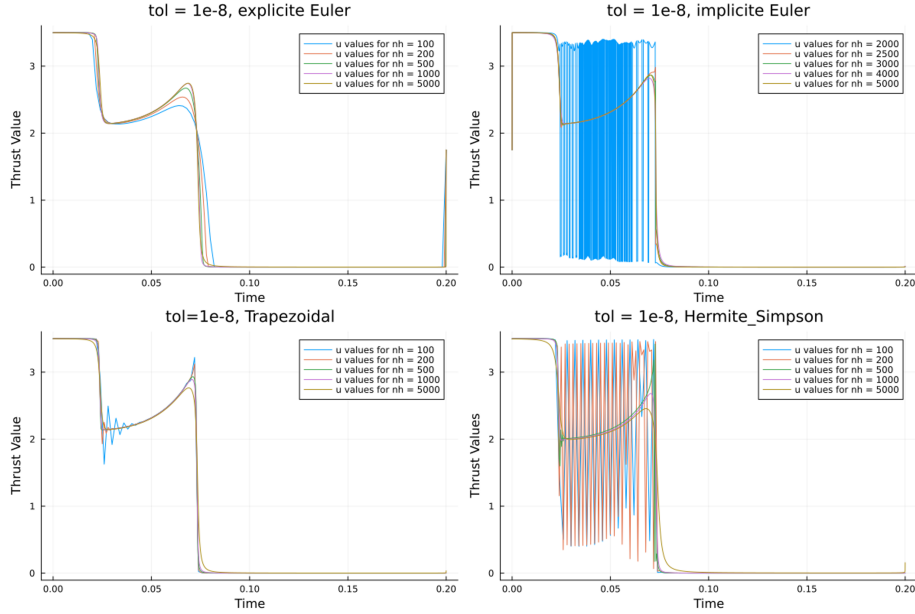 tol = 1e-8, explicite Euler
u values for nh = 100
u values for nh = 200
u values for nh = 500
u values for nh = 1000
u values for nh = 5000
Thrust Value
3
2
1
0
0.00 0.05 0.10 0.15 0.20
Time
tol = 1e-8, implicite Euler
u values for nh = 2000
u values for nh = 2500
u values for nh = 3000
u values for nh = 4000
u values for nh = 5000
Thrust Value
3
2
1
0
0.00 0.05 0.10 0.15 0.20
Time
tol=1e-8, Trapezoidal
u values for nh = 100
u values for nh = 200
u values for nh = 500
u values for nh = 1000
u values for nh = 5000
Thrust Value
3
2
1
0
0.00 0.05 0.10 0.15 0.20
Time
tol = 1e-8, Hermite_Simpson
u values for nh = 100
u values for nh = 200
u values for nh = 500
u values for nh = 1000
u values for nh = 5000
Thrust Values
3
2
1
0
0.00 0.05 0.10 0.15 0.20
Time